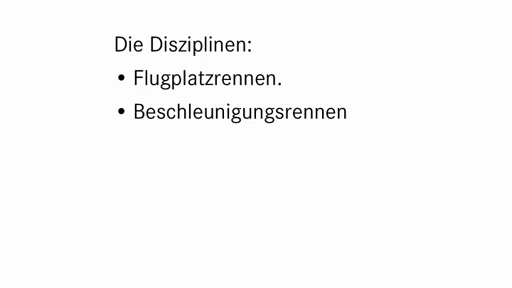 Die Disziplinen:
• Flugplatzrennen.
• Beschleunigungsrennen